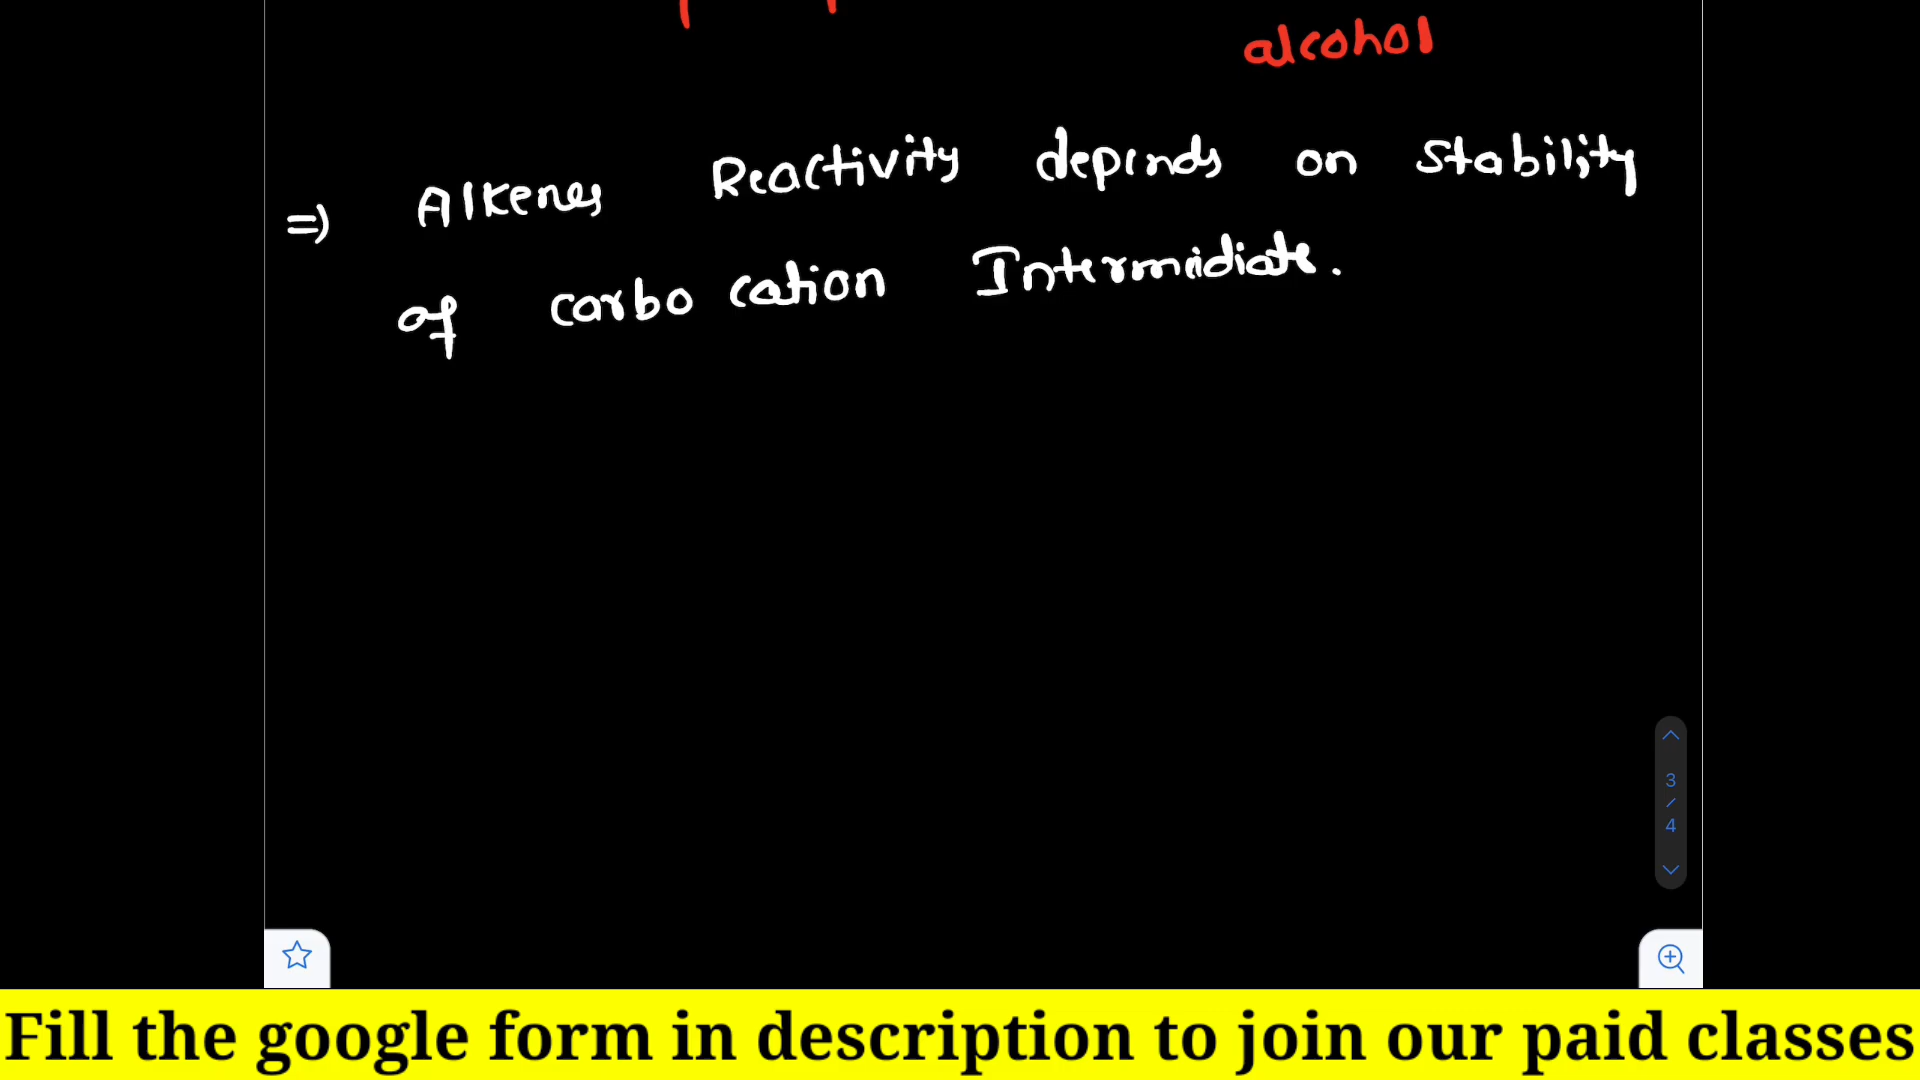 alcohol
=) Alkenes Reactivity depends on stability
of carbo cation Intermidiate.
3
/
4
Fill the google form in description to join our paid classes